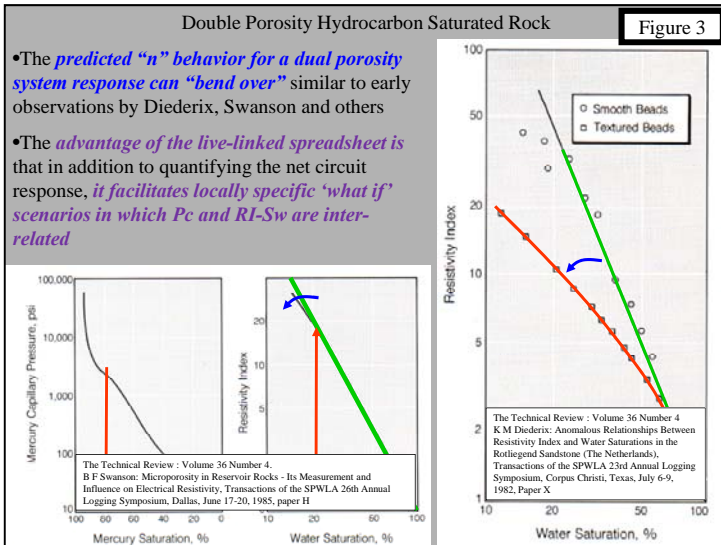 Double Porosity Hydrocarbon Saturated Rock
Figure 3
•The predicted “n” behavior for a dual porosity
system response can “bend over” similar to early
observations by Diederix, Swanson and others
•The advantage of the live-linked spreadsheet is
that in addition to quantifying the net circuit
response, it facilitates locally specific ‘what if’
scenarios in which Pc and RI-Sw are inter-
related
100,000
10,000
1,000
100
10
Mercury Capillary Pressure, psi
100 80 60 40 20 0
Mercury Saturation, %
20
10
5
Resistivity Index
10 20 60 100
Water Saturation, %
The Technical Review : Volume 36 Number 4.
B F Swanson: Microporosity in Reservoir Rocks - Its Measurement and
Influence on Electrical Resistivity, Transactions of the SPWLA 26th Annual
Logging Symposium, Dallas, June 17-20, 1985, paper H
100
50
20
10
5
2
Resistivity Index
Smooth Beads
Textured Beads
The Technical Review : Volume 36 Number 4
K M Diederix: Anomalous Relationships Between
Resistivity Index and Water Saturations in the
Rotliegend Sandstone (The Netherlands),
Transactions of the SPWLA 23rd Annual Logging
Symposium, Corpus Christi, Texas, July 6-9,
1982, Paper X
10 20 50 100
Water Saturation, %